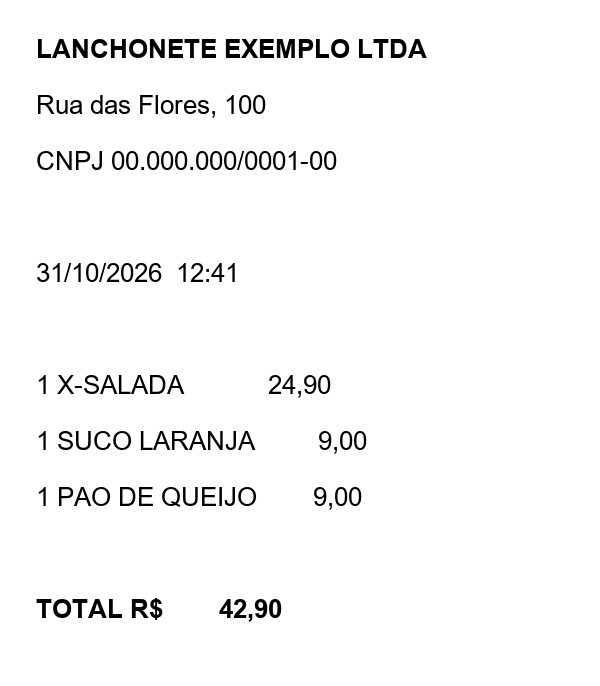 LANCHONETE EXEMPLO LTDA
Rua das Flores, 100
CNPJ 00.000.000/0001-00
31/10/2026  12:41
1 X-SALADA            24,90
1 SUCO LARANJA         9,00
1 PAO DE QUEIJO        9,00
TOTAL R$        42,90